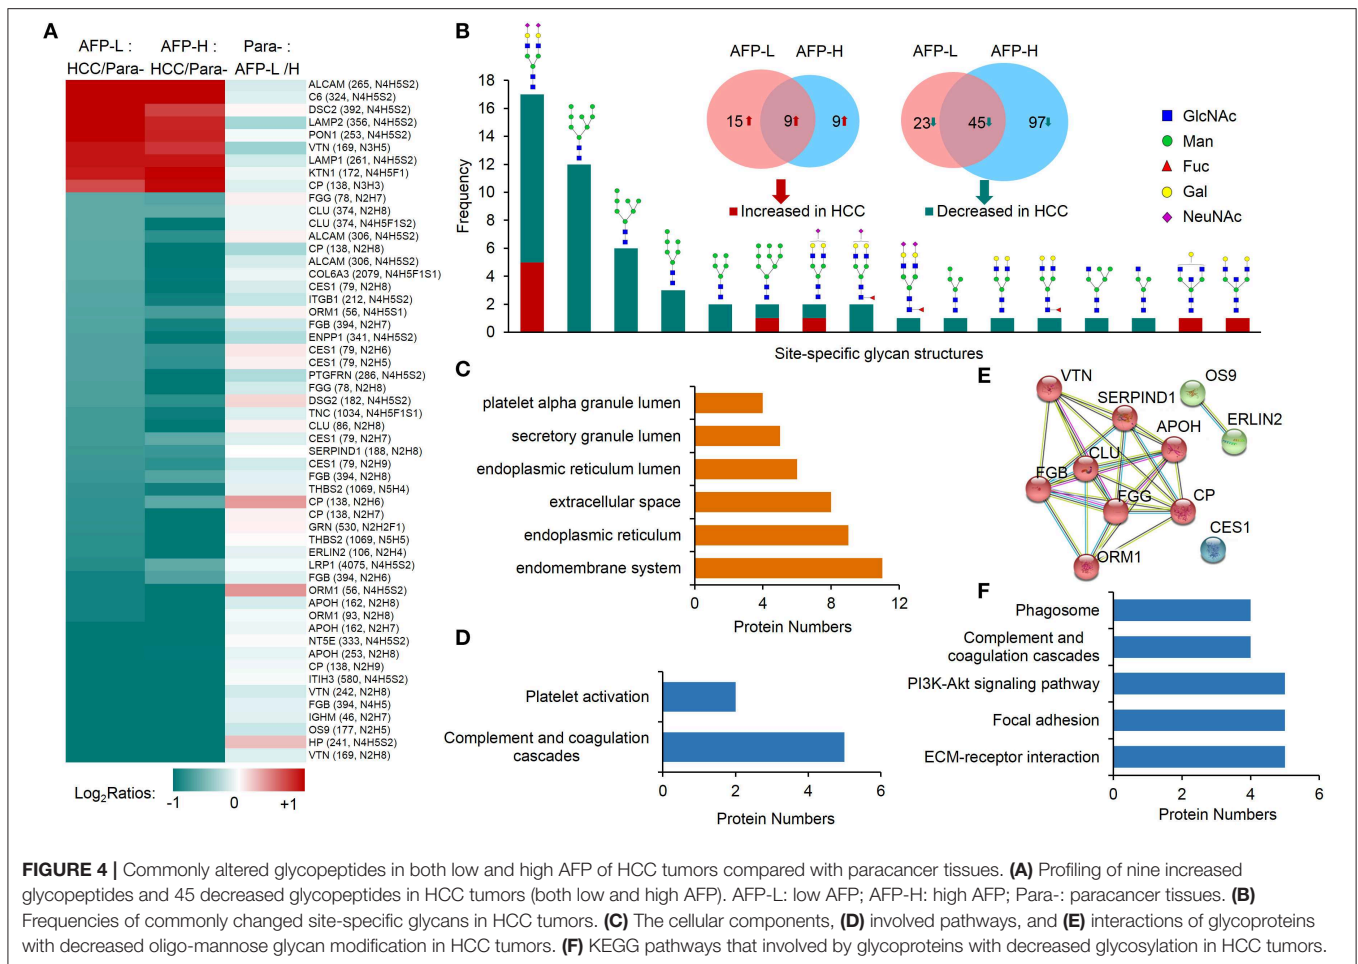 A
AFP-L :
HCC/Para-
AFP-H :
HCC/Para-
Para- :
AFP-L /H
ALCAM (265, N4H5S2)
C6 (324, N4H5S2)
DSC2 (392, N4H5S2)
LAMP2 (356, N4H5S2)
PON1 (253, N4H5S2)
VTN (169, N3H5)
LAMP1 (261, N4H5S2)
KTN1 (172, N4H5F1)
CP (138, N3H3)
FGG (78, N2H7)
CLU (374, N2H8)
CLU (374, N4H5F1S2)
ALCAM (306, N4H5S2)
CP (138, N2H8)
ALCAM (306, N4H5S2)
COL6A3 (2079, N4H5F1S1)
CES1 (79, N2H8)
ITGB1 (212, N4H5S2)
ORM1 (56, N4H5S1)
FGB (394, N2H7)
ENPP1 (341, N4H5S2)
CES1 (79, N2H6)
CES1 (79, N2H5)
PTGFRN (286, N4H5S2)
FGG (78, N2H8)
DSG2 (182, N4H5S2)
TNC (1034, N4H5F1S1)
CLU (86, N2H8)
CES1 (79, N2H7)
SERPIND1 (188, N2H8)
CES1 (79, N2H9)
FGB (394, N2H8)
THBS2 (1069, N5H4)
CP (138, N2H6)
CP (138, N2H7)
GRN (530, N2H2F1)
THBS2 (1069, N5H5)
ERLIN2 (106, N2H4)
LRP1 (4075, N4H5S2)
FGB (394, N2H6)
ORM1 (56, N4H5S2)
APOH (162, N2H8)
ORM1 (93, N2H8)
APOH (162, N2H7)
NT5E (333, N4H5S2)
APOH (253, N2H8)
CP (138, N2H9)
ITIH3 (580, N4H5S2)
VTN (242, N2H8)
FGB (394, N4H5)
IGHM (46, N2H7)
OS9 (177, N2H5)
HP (241, N4H5S2)
VTN (169, N2H8)
Log2Ratios:
-1
0
+1
B
Frequency
18
16
14
12
10
8
6
4
2
0
Site-specific glycan structures
AFP-L
AFP-H
15
9
9
Increased in HCC
AFP-L
AFP-H
23
45
97
Decreased in HCC
GlcNAc
Man
Fuc
Gal
NeuNAc
C
platelet alpha granule lumen
secretory granule lumen
endoplasmic reticulum lumen
extracellular space
endoplasmic reticulum
endomembrane system
0 4 8 12
Protein Numbers
D
Platelet activation
Complement and coagulation
cascades
0 2 4 6
Protein Numbers
E
VTN
SERPIND1
APOH
CLU
FGB
FGG
CP
ORM1
OS9
ERLIN2
CES1
F
Phagosome
Complement and
coagulation cascades
PI3K-Akt signaling pathway
Focal adhesion
ECM-receptor interaction
0 2 4 6
Protein Numbers
FIGURE 4 | Commonly altered glycopeptides in both low and high AFP of HCC tumors compared with paracancer tissues. (A) Profiling of nine increased
glycopeptides and 45 decreased glycopeptides in HCC tumors (both low and high AFP). AFP-L: low AFP; AFP-H: high AFP; Para-: paracancer tissues. (B)
Frequencies of commonly changed site-specific glycans in HCC tumors. (C) The cellular components, (D) involved pathways, and (E) interactions of glycoproteins
with decreased oligo-mannose glycan modification in HCC tumors. (F) KEGG pathways that involved by glycoproteins with decreased glycosylation in HCC tumors.